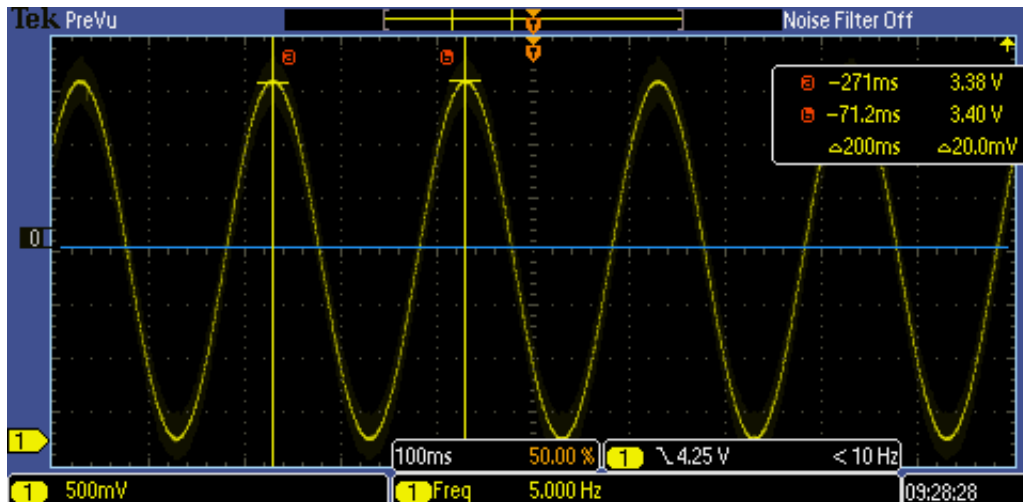 Tek PreVu Noise Filter Off
T
T
a b
a −271ms 3.38 V
b −71.2ms 3.40 V
△200ms △20.0mV
0
1
100ms 50.00 % 1 4.25 V < 10 Hz
1 500mV 1 Freq 5.000 Hz 09:28:28